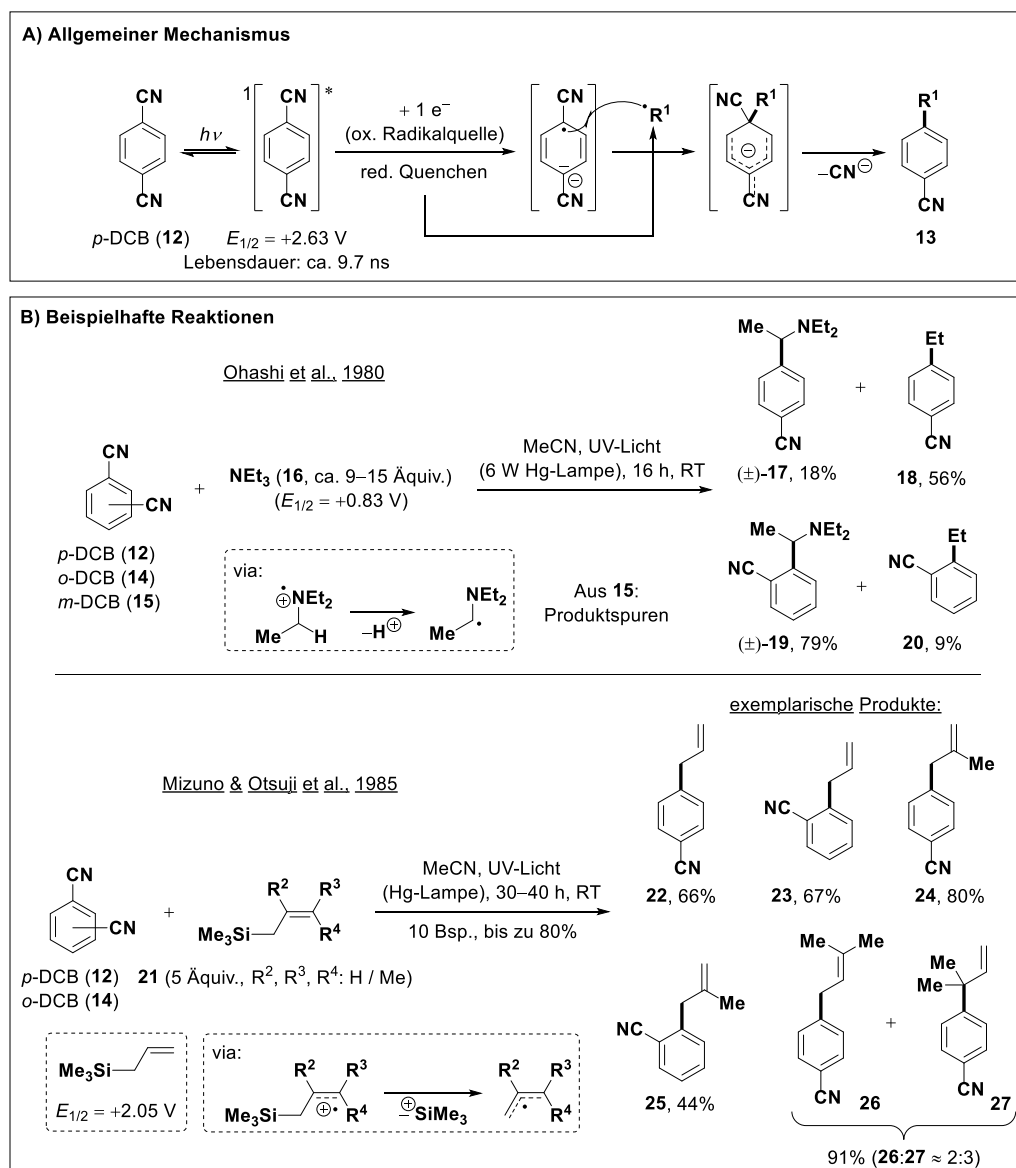 A) Allgemeiner Mechanismus
CN
CN
p-DCB (12)
hν
1
CN
CN
*
E1/2 = +2.63 V
Lebensdauer: ca. 9.7 ns
+ 1 e−
(ox. Radikalquelle)
red. Quenchen
CN
CN
R1
NC
R1
CN
−CN⊖
R1
CN
13
B) Beispielhafte Reaktionen
Ohashi et al., 1980
CN
CN
p-DCB (12)
o-DCB (14)
m-DCB (15)
+
NEt3 (16, ca. 9–15 Äquiv.)
(E1/2 = +0.83 V)
MeCN, UV-Licht
(6 W Hg-Lampe), 16 h, RT
via:
NEt2
Me
H
−H⊕
NEt2
Me
Aus 15:
Produktspuren
Me
NEt2
CN
(±)-17, 18%
+
Et
CN
18, 56%
Me
NEt2
NC
(±)-19, 79%
+
Et
NC
20, 9%
Mizuno & Otsuji et al., 1985
exemplarische Produkte:
CN
CN
p-DCB (12)
o-DCB (14)
+
Me3Si
R2
R3
R4
21 (5 Äquiv., R2, R3, R4: H / Me)
MeCN, UV-Licht
(Hg-Lampe), 30–40 h, RT
10 Bsp., bis zu 80%
Me3Si
E1/2 = +2.05 V
via:
R2
R3
Me3Si
R4
−⊕SiMe3
R2
R3
R4
CN
22, 66%
NC
23, 67%
Me
CN
24, 80%
Me
NC
25, 44%
Me
Me
CN
26
+
Me
Me
CN
27
91% (26:27 ≈ 2:3)